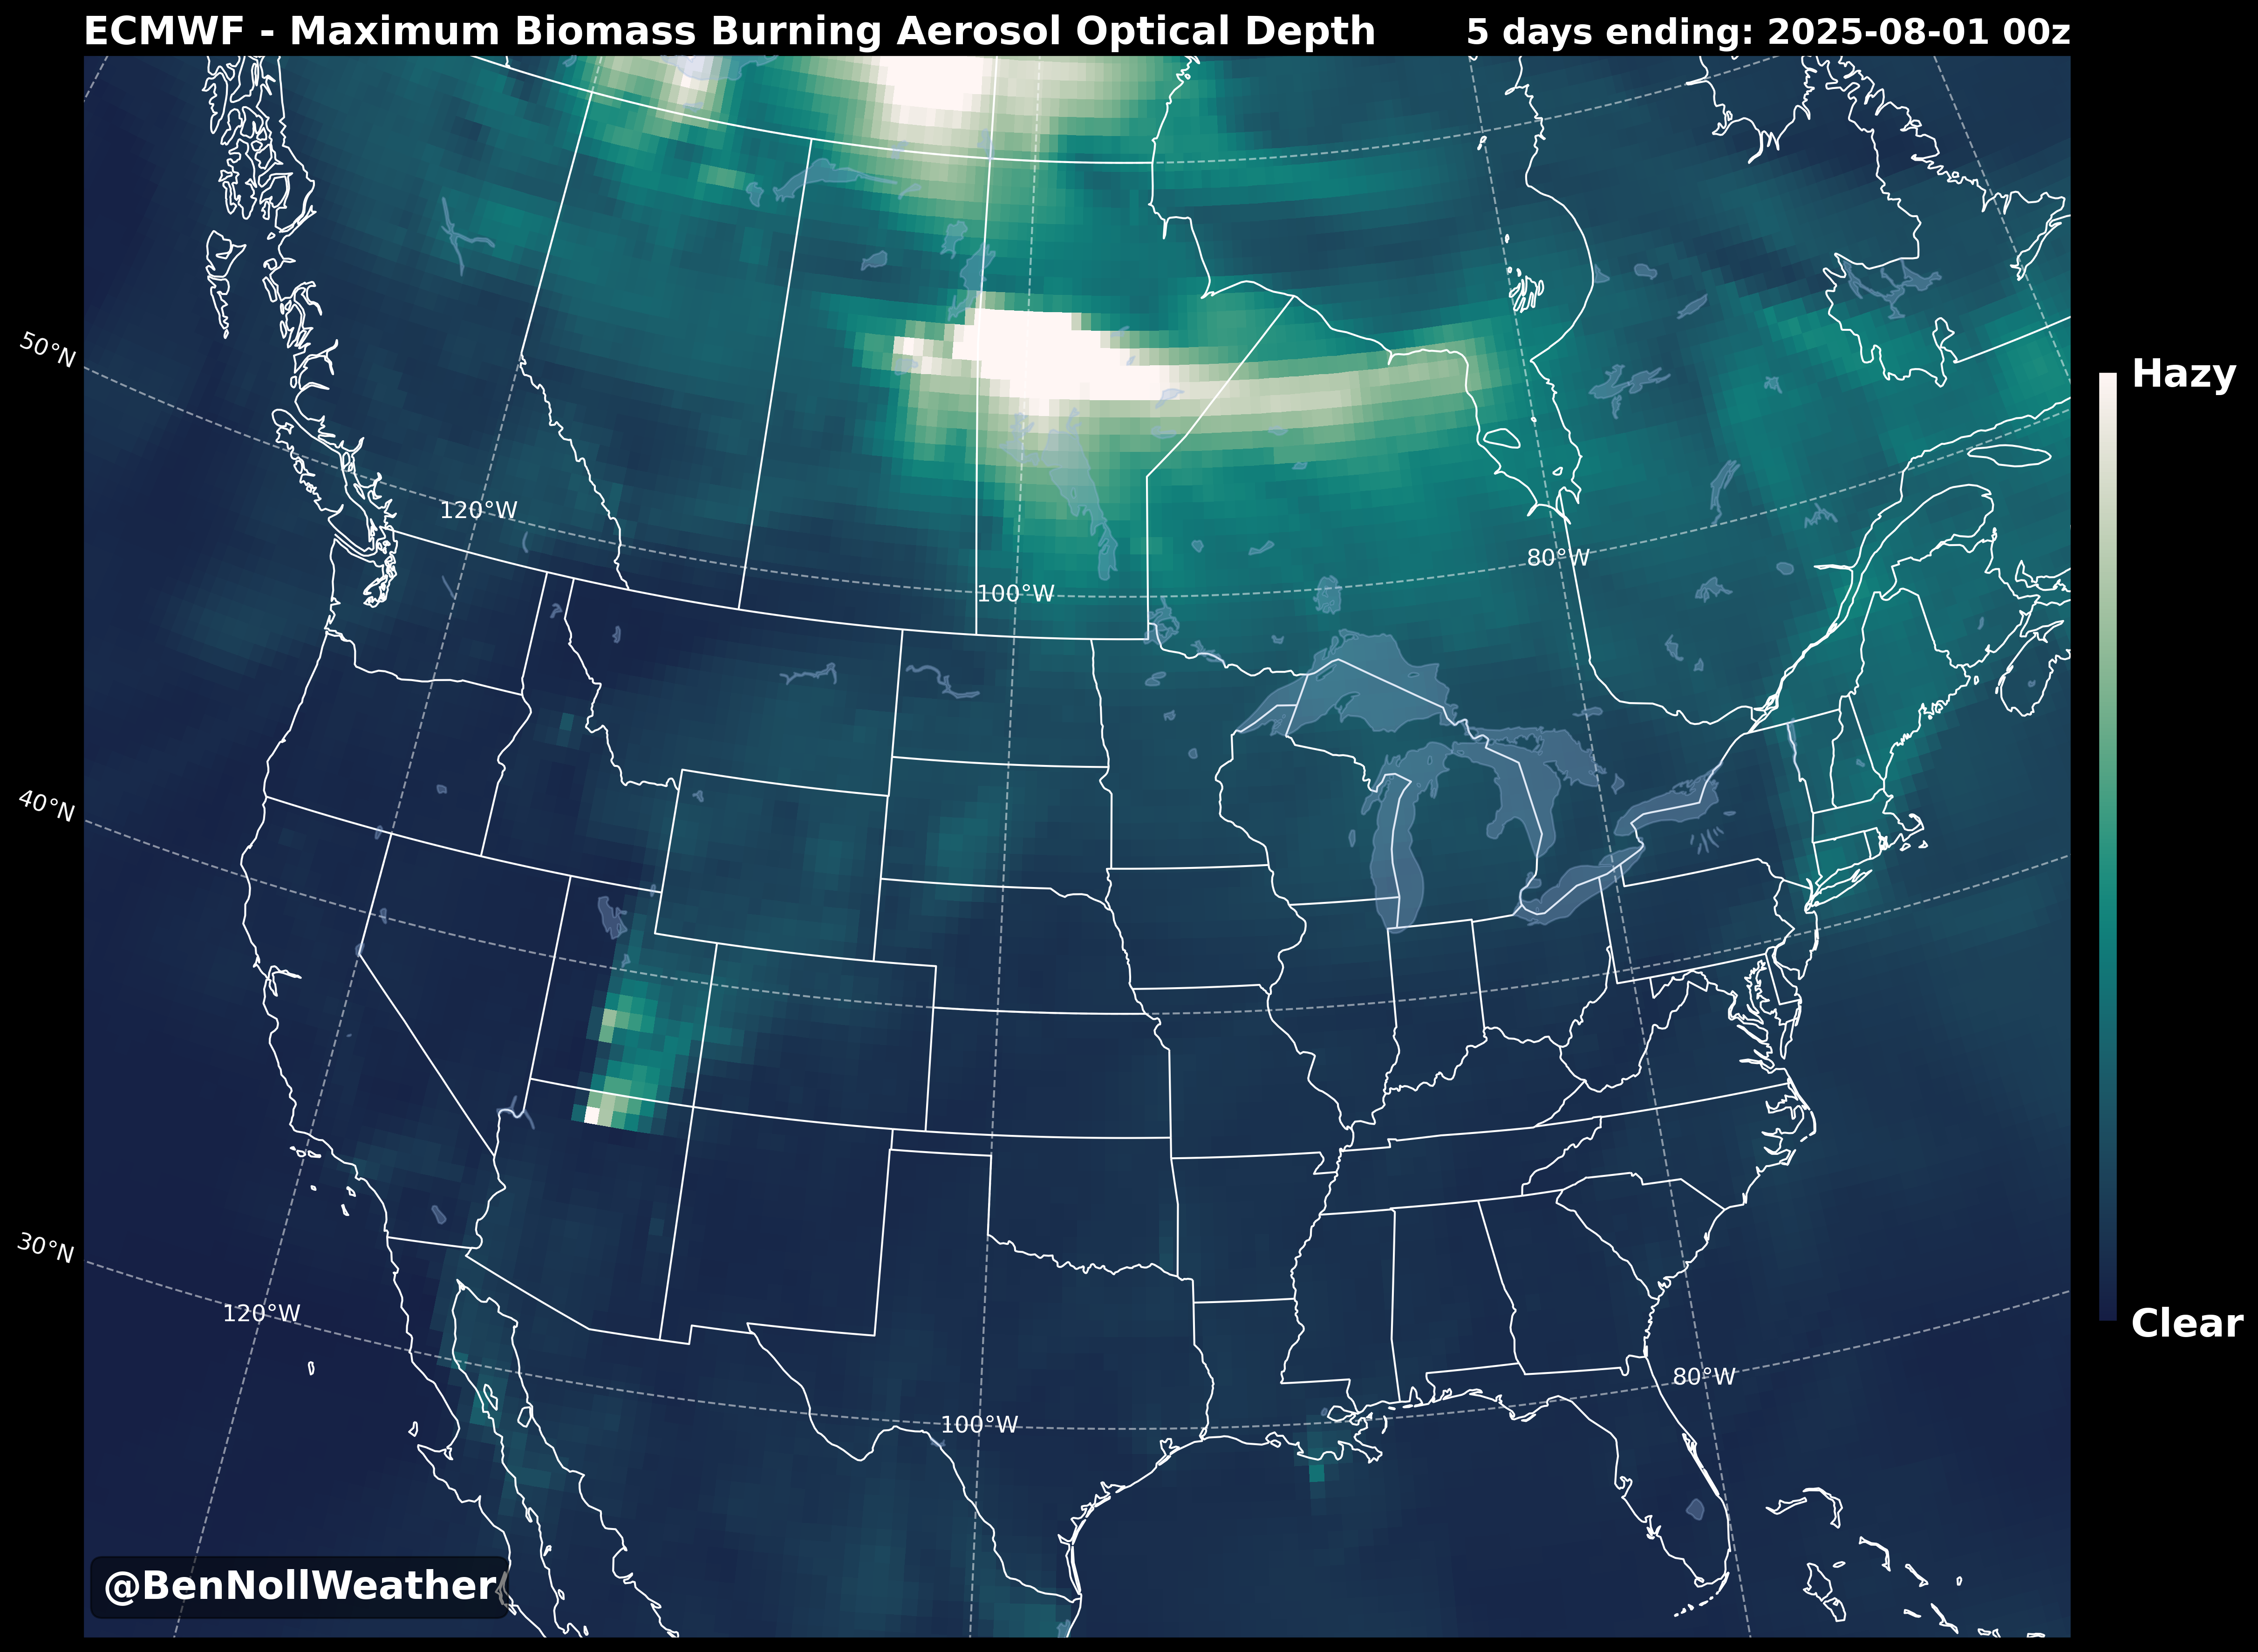 ECMWF - Maximum Biomass Burning Aerosol Optical Depth
5 days ending: 2025-08-01 00z
50°N
Hazy
120°W
80°W
100°W
40°N
30°N
120°W
Clear
80°W
100°W
@BenNollWeather